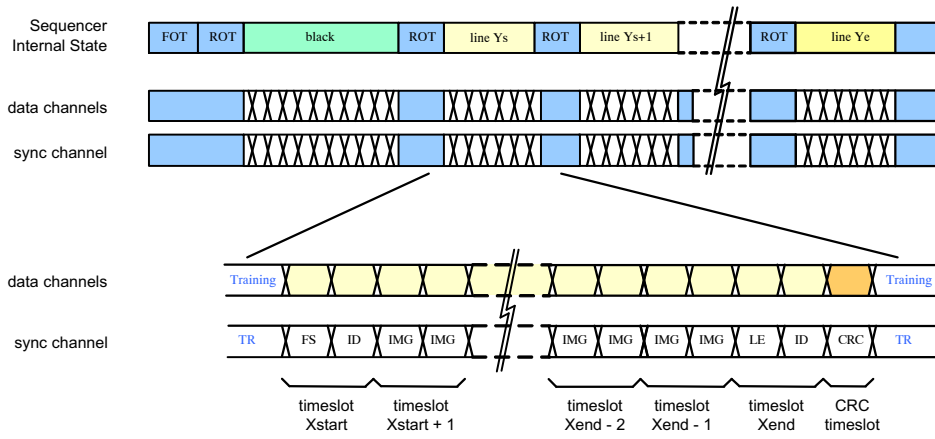 Sequencer
Internal State
FOT ROT black ROT line Ys ROT line Ys+1 ROT line Ye
data channels
sync channel
data channels Training Training
sync channel TR FS ID IMG IMG IMG IMG IMG IMG LE ID CRC TR
timeslot timeslot timeslot timeslot timeslot CRC
Xstart Xstart + 1 Xend - 2 Xend - 1 Xend timeslot